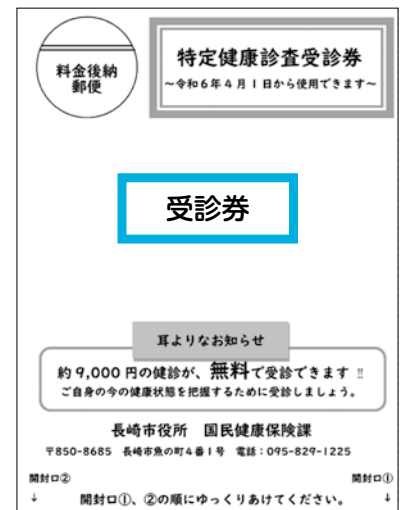 料金後納
郵便
特定健康診査受診券
～令和6年4月1日から使用できます～
受診券
耳よりなお知らせ
約9,000円の健診が、無料で受診できます‼
ご自身の今の健康状態を把握するために受診しましょう。
長崎市役所 国民健康保険課
〒850-8685 長崎市魚の町4番1号 電話：095-829-1225
開封口② 開封口①
↓ 開封口①、②の順にゆっくりあけてください。 ↓